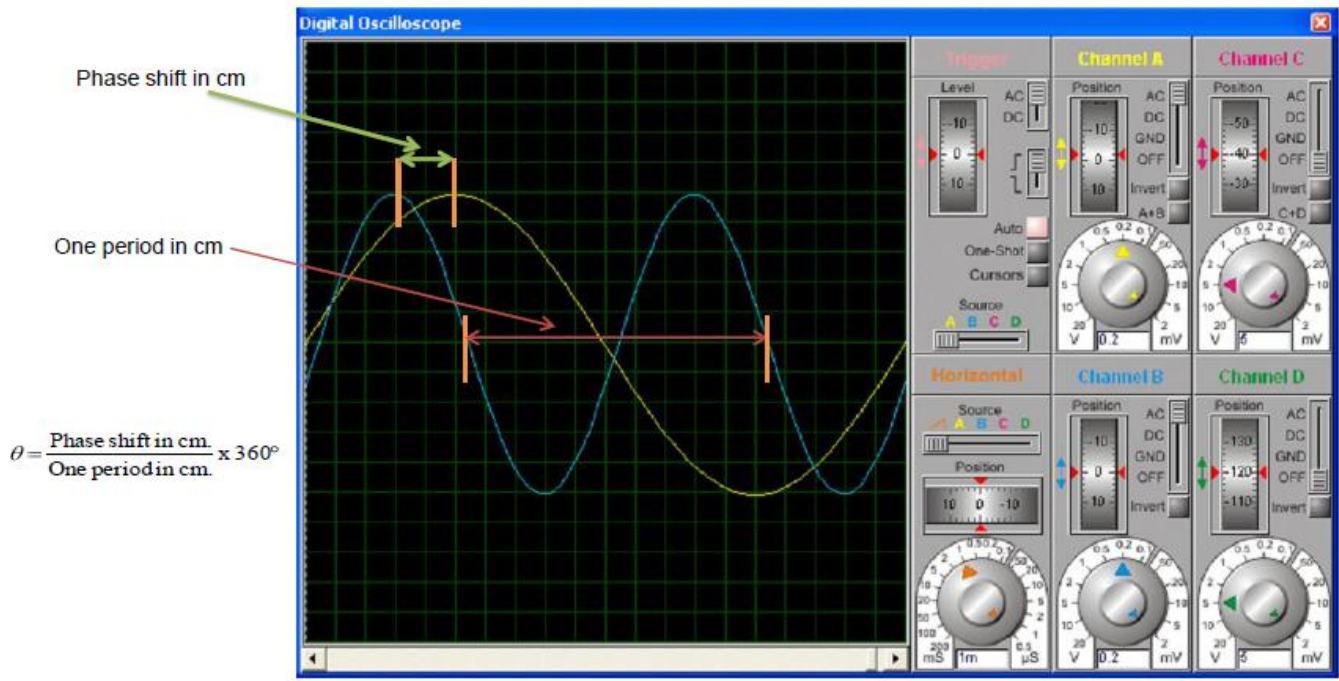 Digital Oscilloscope
Phase shift in cm
One period in cm
θ = Phase shift in cm. / One period in cm. x 360°
Trigger
Level
-10
0
10
AC
DC
Auto
One-Shot
Cursors
Source
A B C D
Channel A
Position
-10
0
10
AC
DC
GND
OFF
Invert
A+B
V 0.2 mV
Channel C
Position
-50
-40
-30
AC
DC
GND
OFF
Invert
C+D
V 5 mV
Horizontal
Source
A B C D
Position
10 0 -10
200
mS 1m µS
Channel B
Position
-10
0
10
AC
DC
GND
OFF
Invert
V 0.2 mV
Channel D
Position
-130
-120
-110
AC
DC
GND
OFF
Invert
V 5 mV